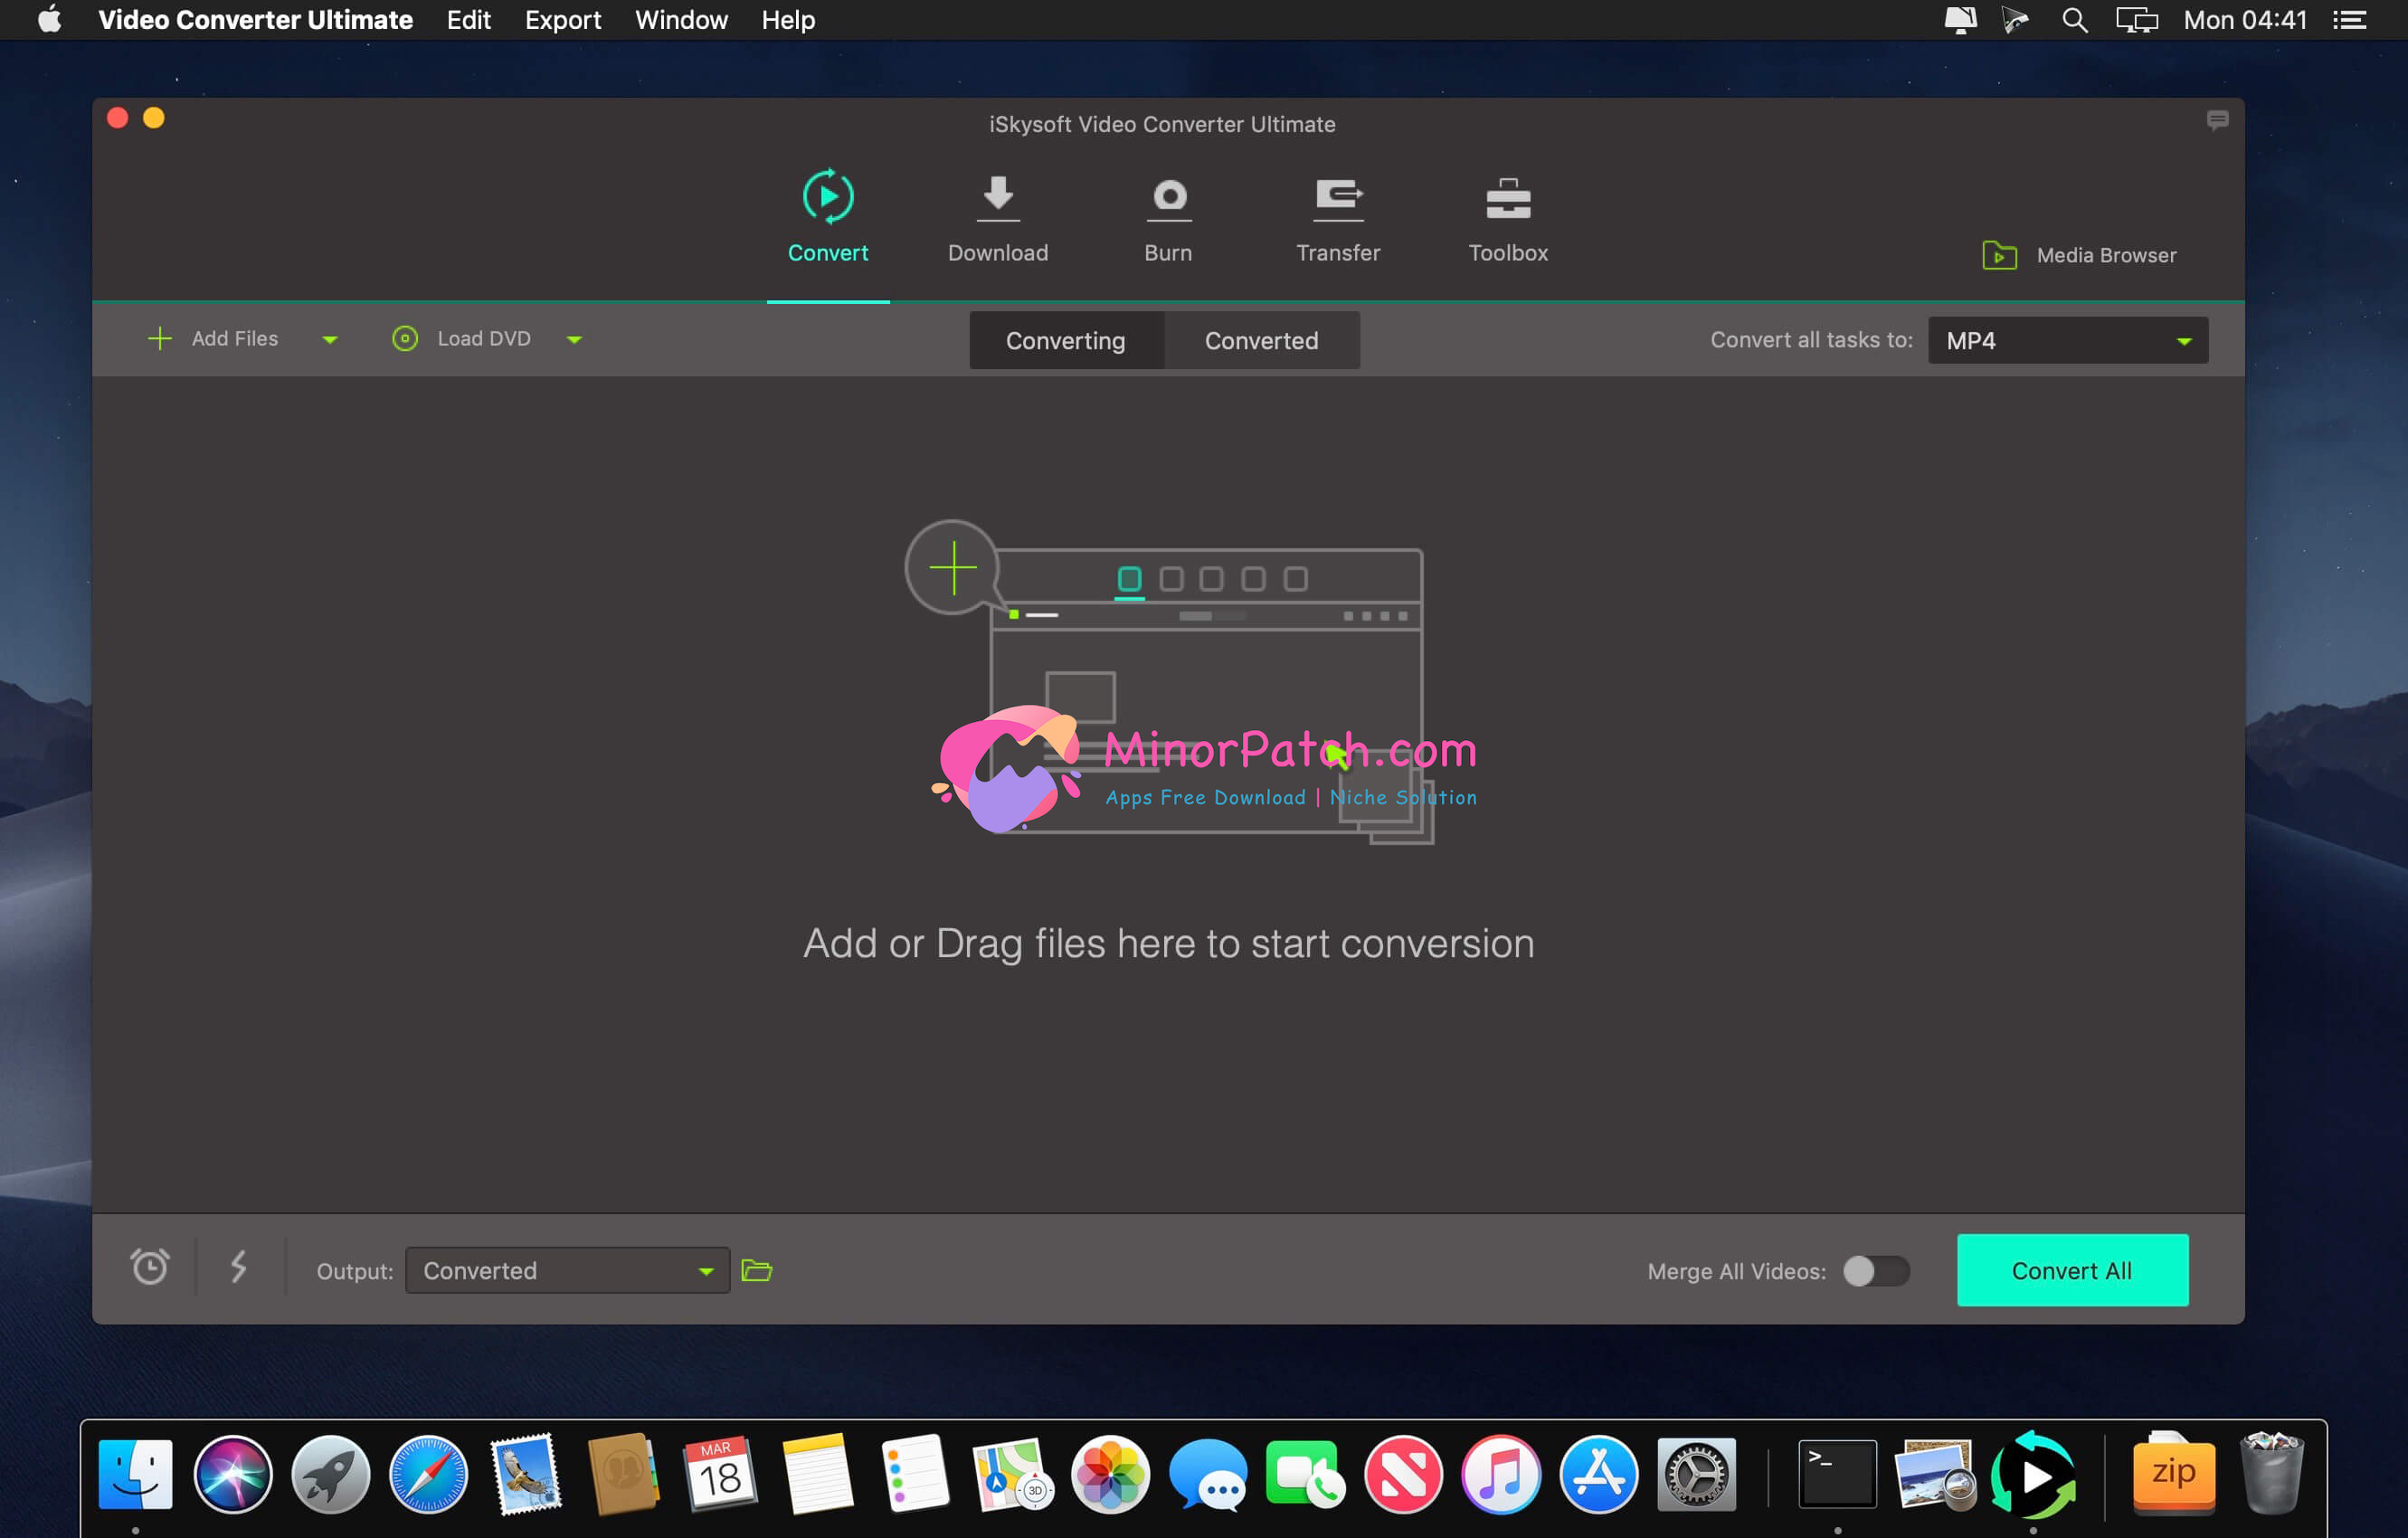 Video Converter Ultimate Edit Export Window Help Mon 04:41
iSkysoft Video Converter Ultimate
Convert Download Burn Transfer Toolbox
Media Browser
Add Files Load DVD Converting Converted Convert all tasks to: MP4
MinorPatch.com
Apps Free Download | Niche Solution
Add or Drag files here to start conversion
Output: Converted Merge All Videos: Convert All
MAR
18
3D
>_
zip